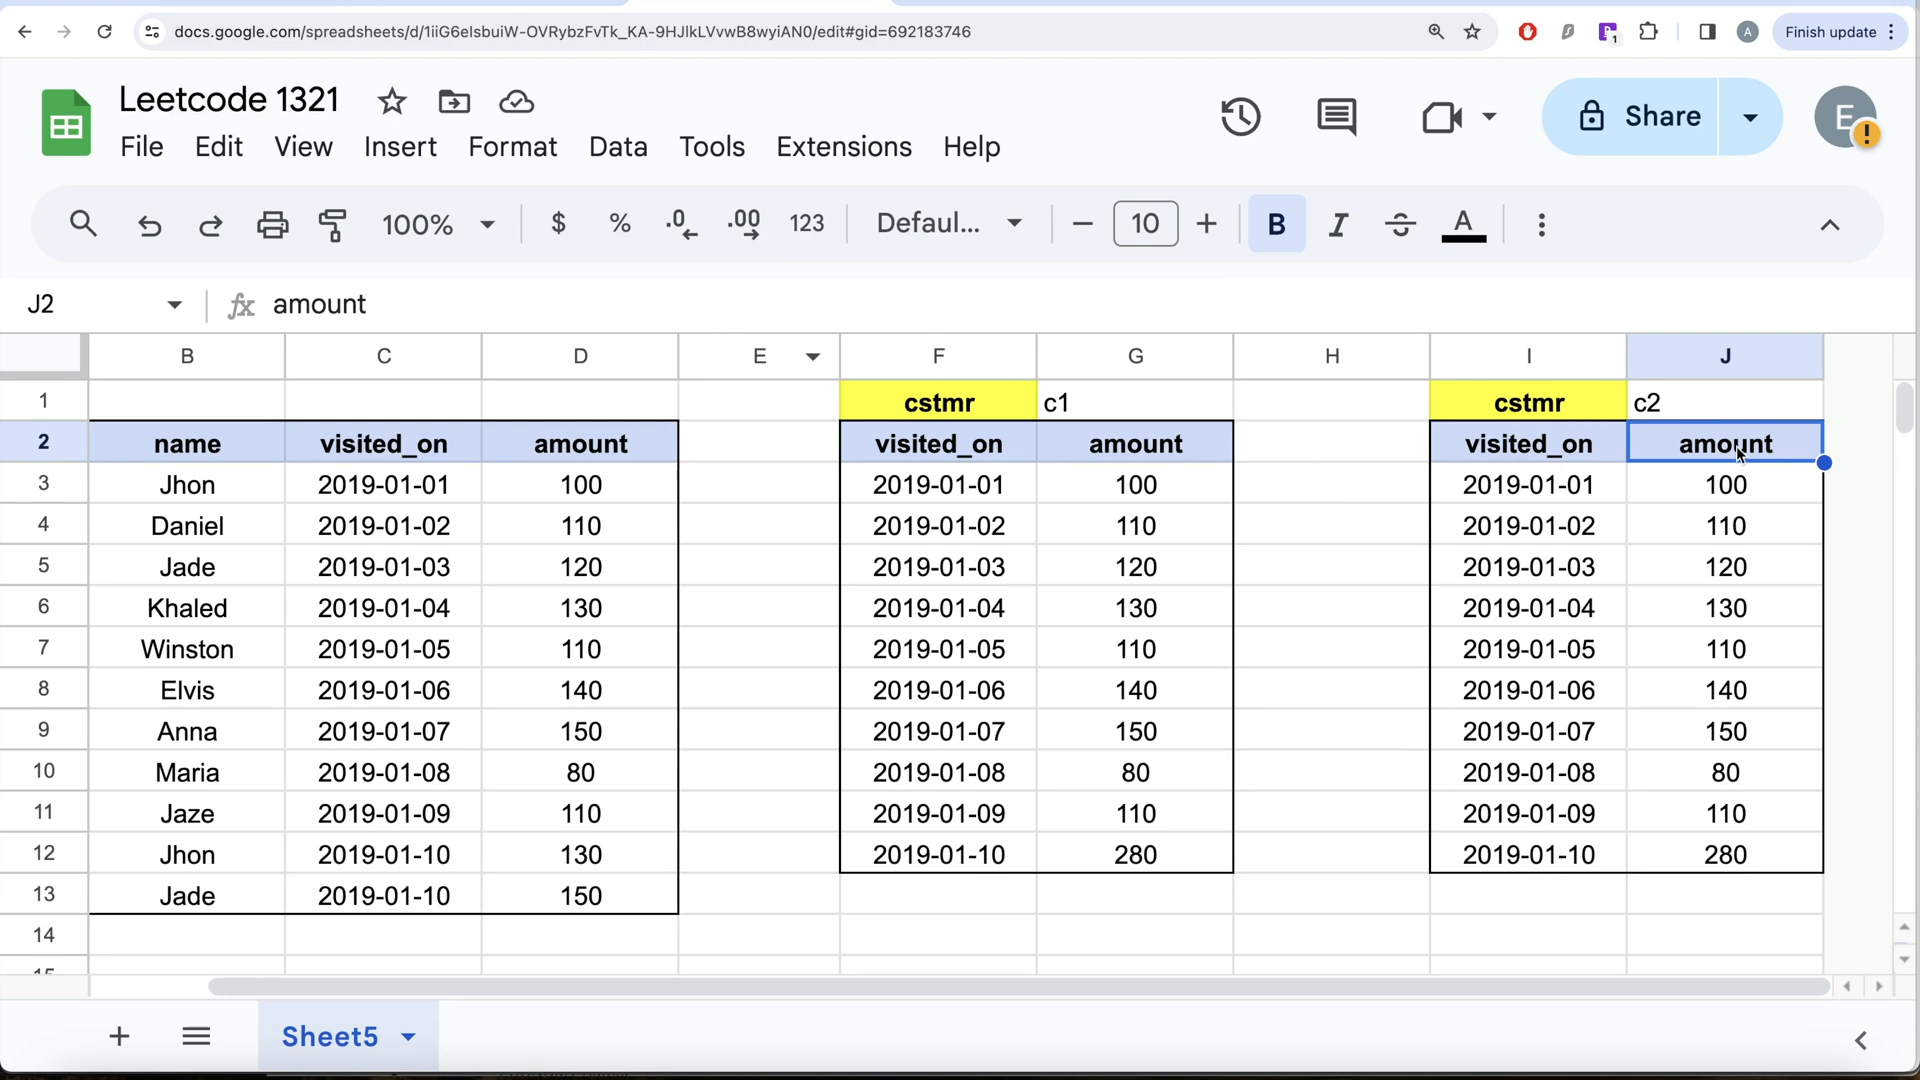 docs.google.com/spreadsheets/d/1iiG6eIsbuiW-OVRybzFvTk_KA-9HJlkLVvwB8wyiAN0/edit#gid=692183746
1
A
Finish update
Leetcode 1321
File Edit View Insert Format Data Tools Extensions Help
Share
E
100% $ % .0 .00 123 Defaul... 10 B I S A
J2 fx amount
B C D E F G H I J
1 cstmr c1 cstmr c2
2 name visited_on amount visited_on amount visited_on amount
3 Jhon 2019-01-01 100 2019-01-01 100 2019-01-01 100
4 Daniel 2019-01-02 110 2019-01-02 110 2019-01-02 110
5 Jade 2019-01-03 120 2019-01-03 120 2019-01-03 120
6 Khaled 2019-01-04 130 2019-01-04 130 2019-01-04 130
7 Winston 2019-01-05 110 2019-01-05 110 2019-01-05 110
8 Elvis 2019-01-06 140 2019-01-06 140 2019-01-06 140
9 Anna 2019-01-07 150 2019-01-07 150 2019-01-07 150
10 Maria 2019-01-08 80 2019-01-08 80 2019-01-08 80
11 Jaze 2019-01-09 110 2019-01-09 110 2019-01-09 110
12 Jhon 2019-01-10 130 2019-01-10 280 2019-01-10 280
13 Jade 2019-01-10 150
14
15
Sheet5